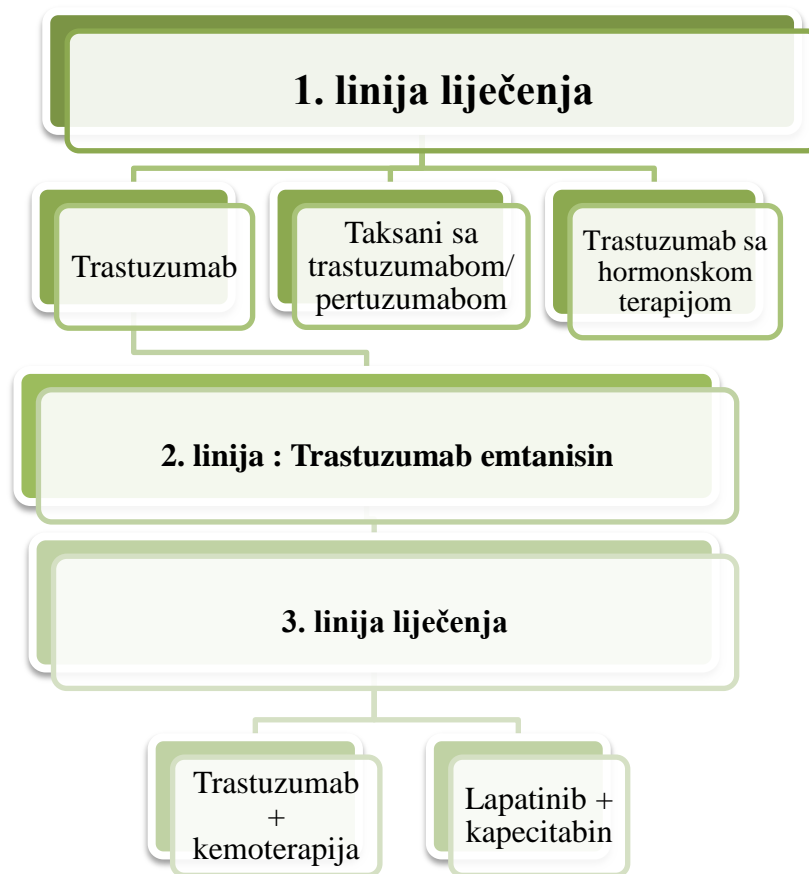 1. linija liječenja
Trastuzumab
Taksani sa
trastuzumabom/
pertuzumabom
Trastuzumab sa
hormonskom
terapijom
2. linija : Trastuzumab emtanisin
3. linija liječenja
Trastuzumab
+
kemoterapija
Lapatinib +
kapecitabin